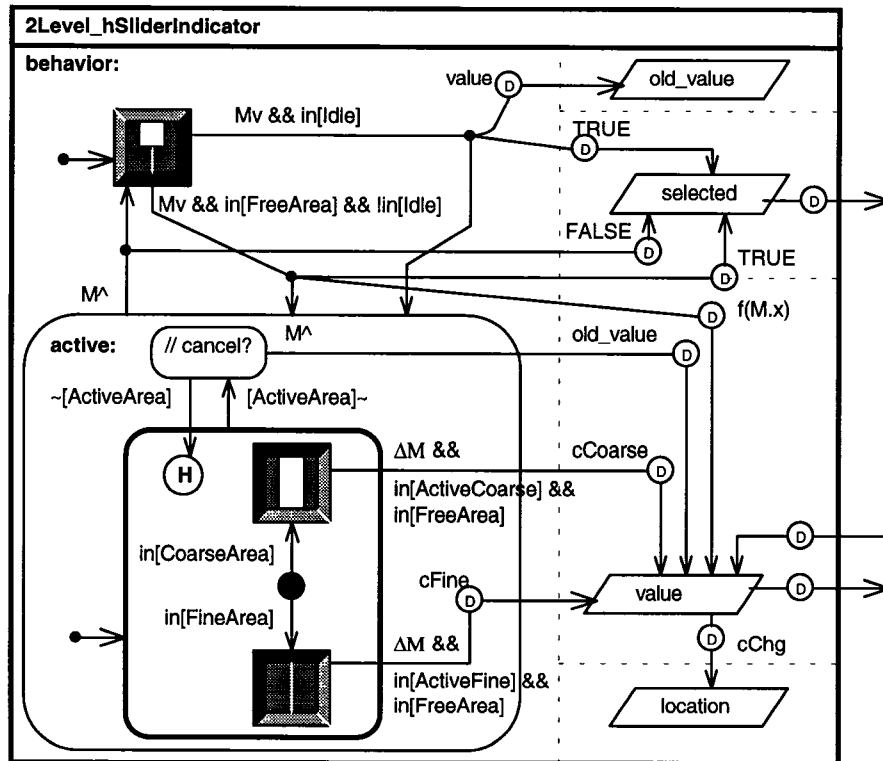 2Level_hSliderIndicator
behavior:
value
D
old_value
Mv && in[Idle]
TRUE
D
selected
D
Mv && in[FreeArea] && !in[Idle]
FALSE
D
TRUE
D
M^
f(M.x)
D
M^
active:
// cancel?
old_value
D
~[ActiveArea]
[ActiveArea]~
H
ΔM &&
in[ActiveCoarse] &&
in[FreeArea]
cCoarse
D
in[CoarseArea]
D
cFine
D
value
D
in[FineArea]
ΔM &&
in[ActiveFine] &&
in[FreeArea]
D
cChg
location